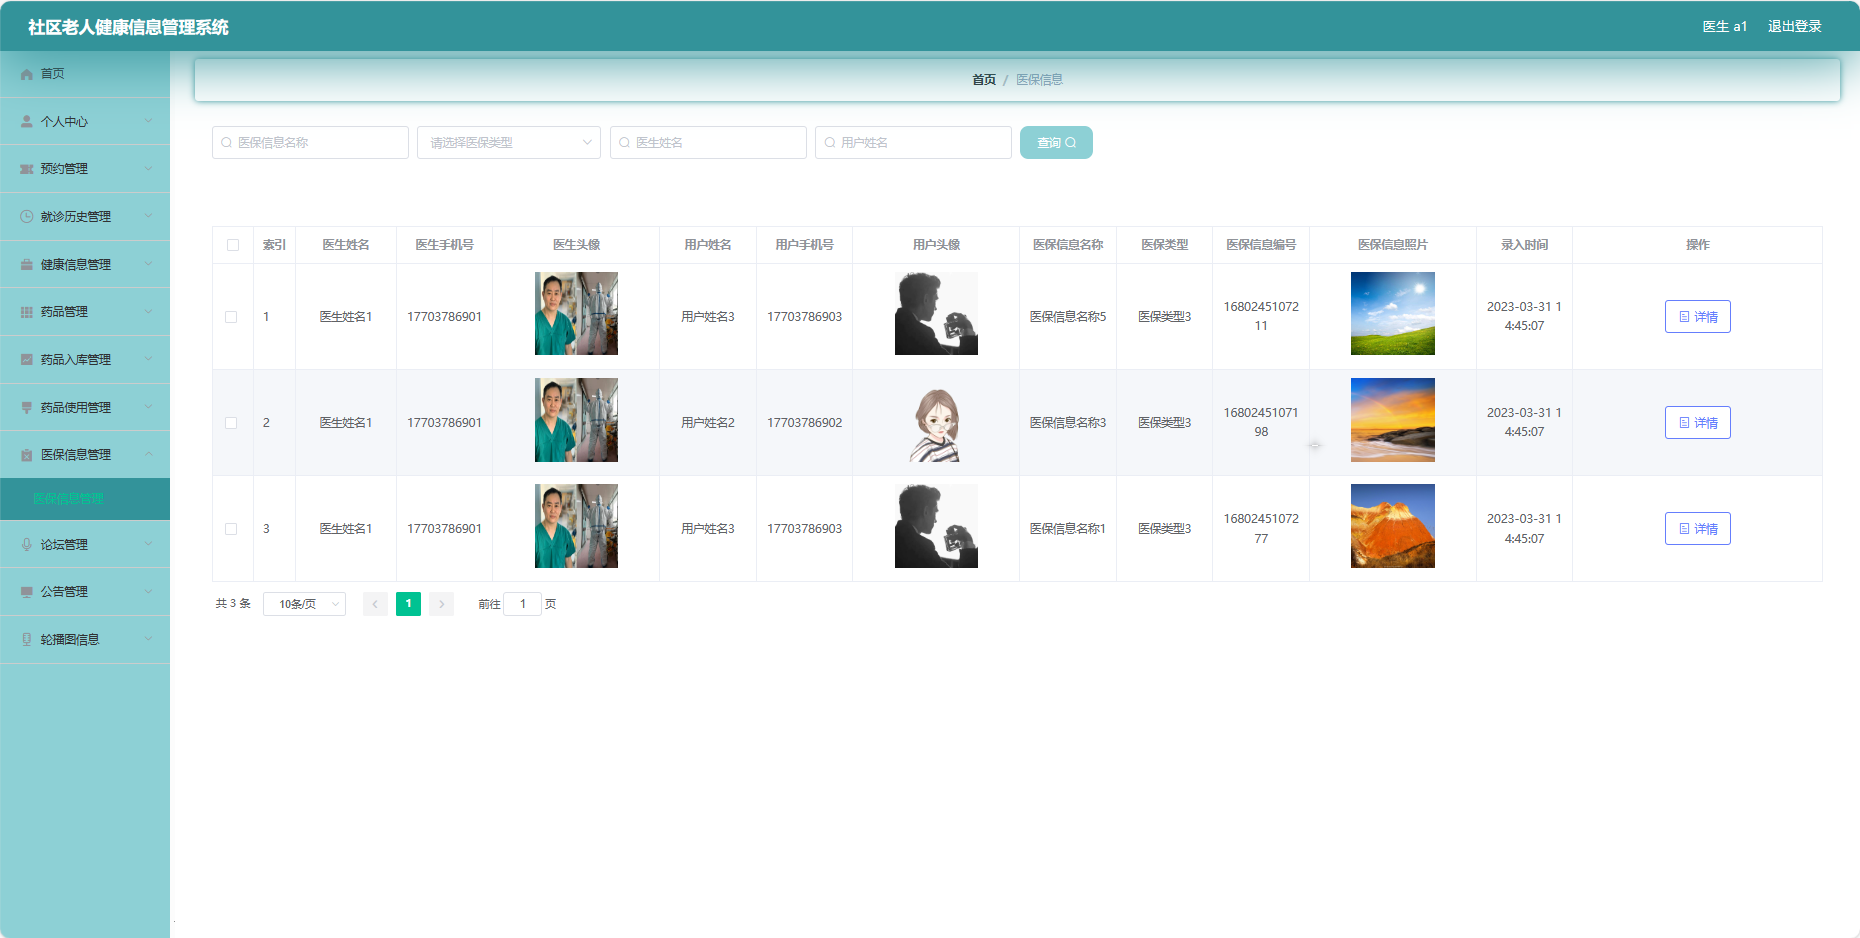 社区老人健康信息管理系统
医生 a1 退出登录
首页
个人中心
预约管理
就诊历史管理
健康信息管理
药品管理
药品入库管理
药品使用管理
医保信息管理
医保信息管理
论坛管理
公告管理
轮播图信息
首页 / 医保信息
医保信息名称 请选择医保类型 医生姓名 用户姓名 查询
索引 医生姓名 医生手机号 医生头像 用户姓名 用户手机号 用户头像 医保信息名称 医保类型 医保信息编号 医保信息照片 录入时间 操作
1 医生姓名1 17703786901 用户姓名3 17703786903 医保信息名称5 医保类型3 16802451072 2023-03-31 1 详情
11 4:45:07
2 医生姓名1 17703786901 用户姓名2 17703786902 医保信息名称3 医保类型3 16802451071 2023-03-31 1 详情
98 4:45:07
3 医生姓名1 17703786901 用户姓名3 17703786903 医保信息名称1 医保类型3 16802451072 2023-03-31 1 详情
77 4:45:07
共 3 条 10条/页 1 前往 1 页